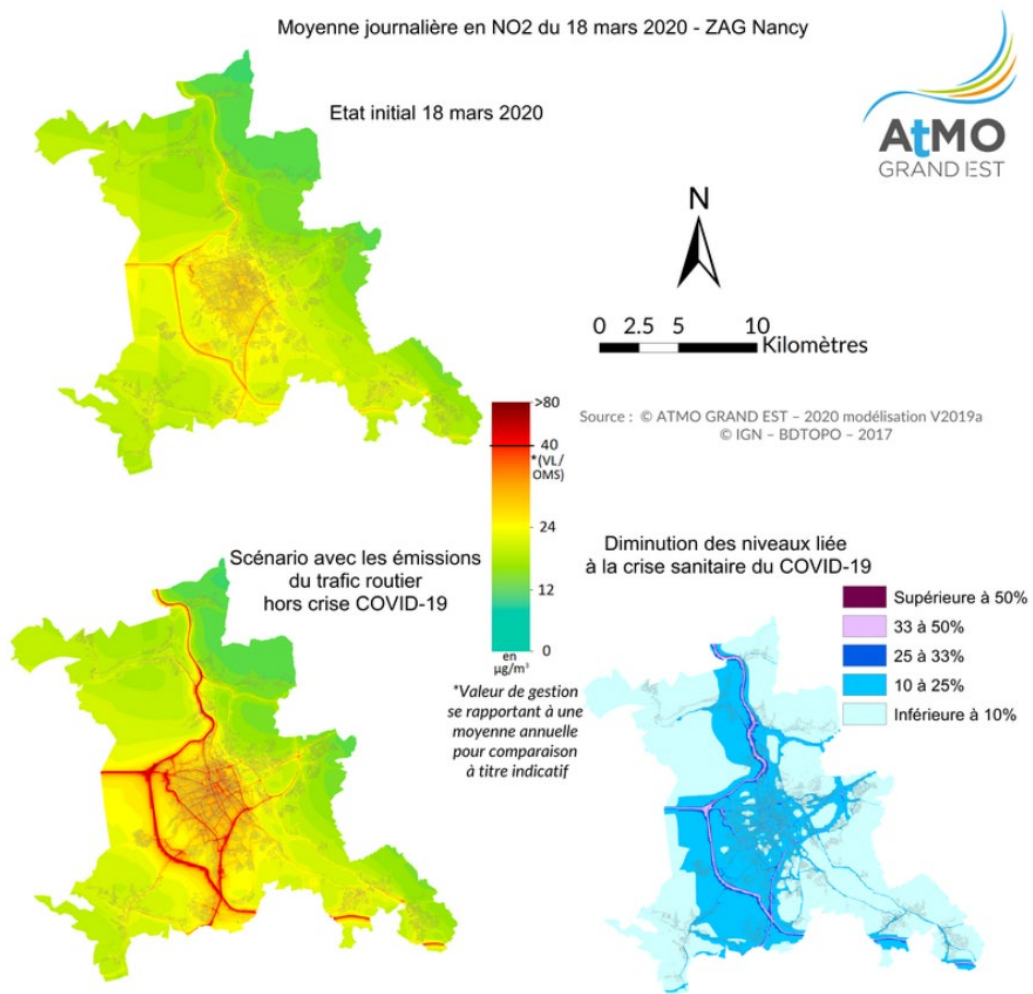 Moyenne journalière en NO2 du 18 mars 2020 - ZAG Nancy
Etat initial 18 mars 2020
AtMO
GRAND EST
N
0 2.5 5 10
Kilomètres
Source : © ATMO GRAND EST – 2020 modélisation V2019a
© IGN – BDTOPO – 2017
>80
40
*(VL/
OMS)
24
12
0
en
µg/m³
*Valeur de gestion
se rapportant à une
moyenne annuelle
pour comparaison
à titre indicatif
Scénario avec les émissions
du trafic routier
hors crise COVID-19
Diminution des niveaux liée
à la crise sanitaire du COVID-19
Supérieure à 50%
33 à 50%
25 à 33%
10 à 25%
Inférieure à 10%